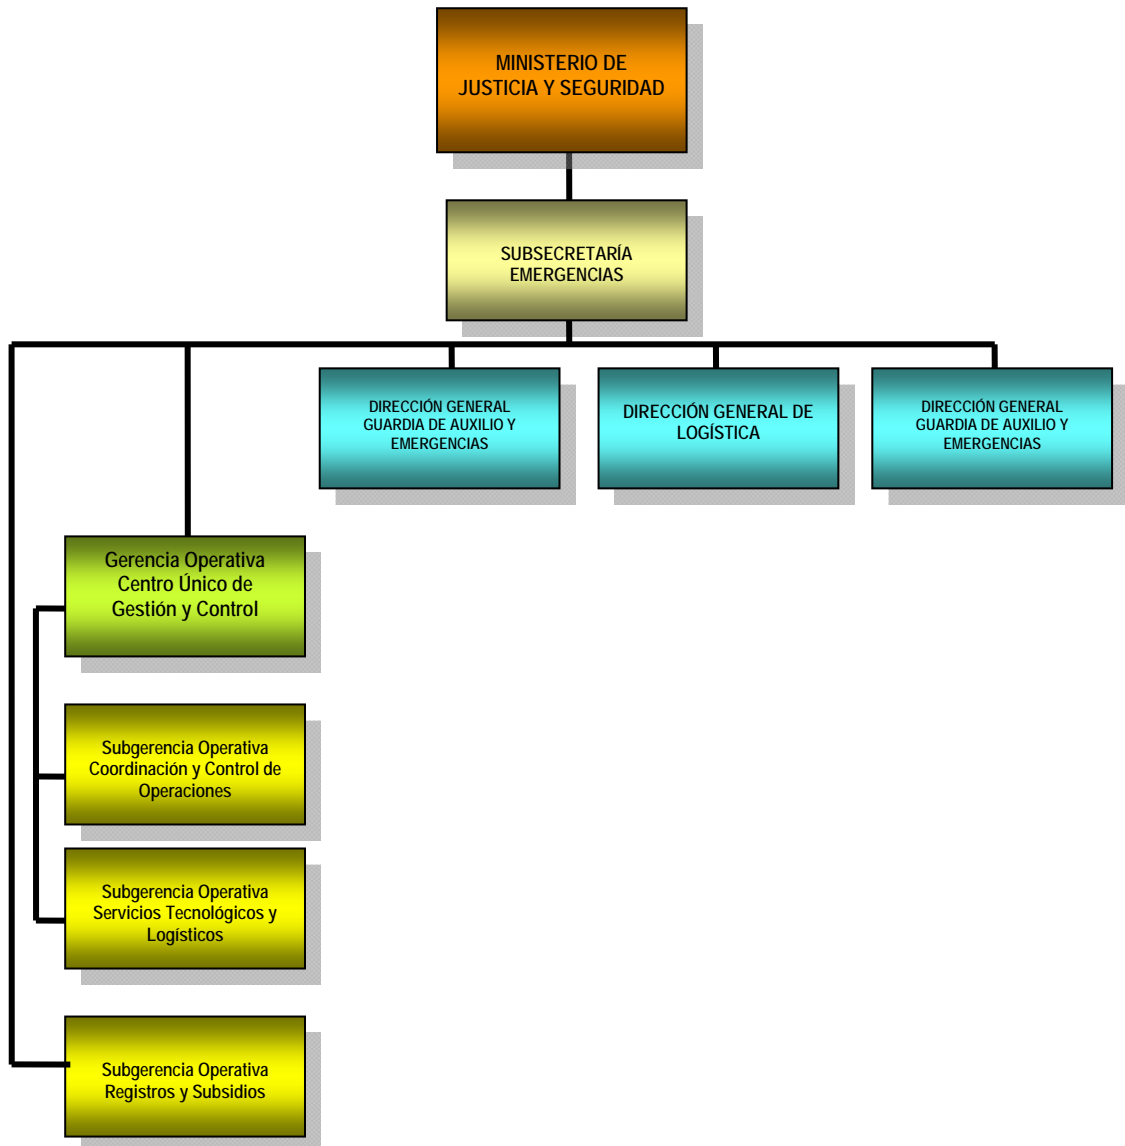 MINISTERIO DE
JUSTICIA Y SEGURIDAD
SUBSECRETARÍA
EMERGENCIAS
DIRECCIÓN GENERAL
GUARDIA DE AUXILIO Y
EMERGENCIAS
DIRECCIÓN GENERAL DE
LOGÍSTICA
DIRECCIÓN GENERAL
GUARDIA DE AUXILIO Y
EMERGENCIAS
Gerencia Operativa
Centro Único de
Gestión y Control
Subgerencia Operativa
Coordinación y Control de
Operaciones
Subgerencia Operativa
Servicios Tecnológicos y
Logísticos
Subgerencia Operativa
Registros y Subsidios